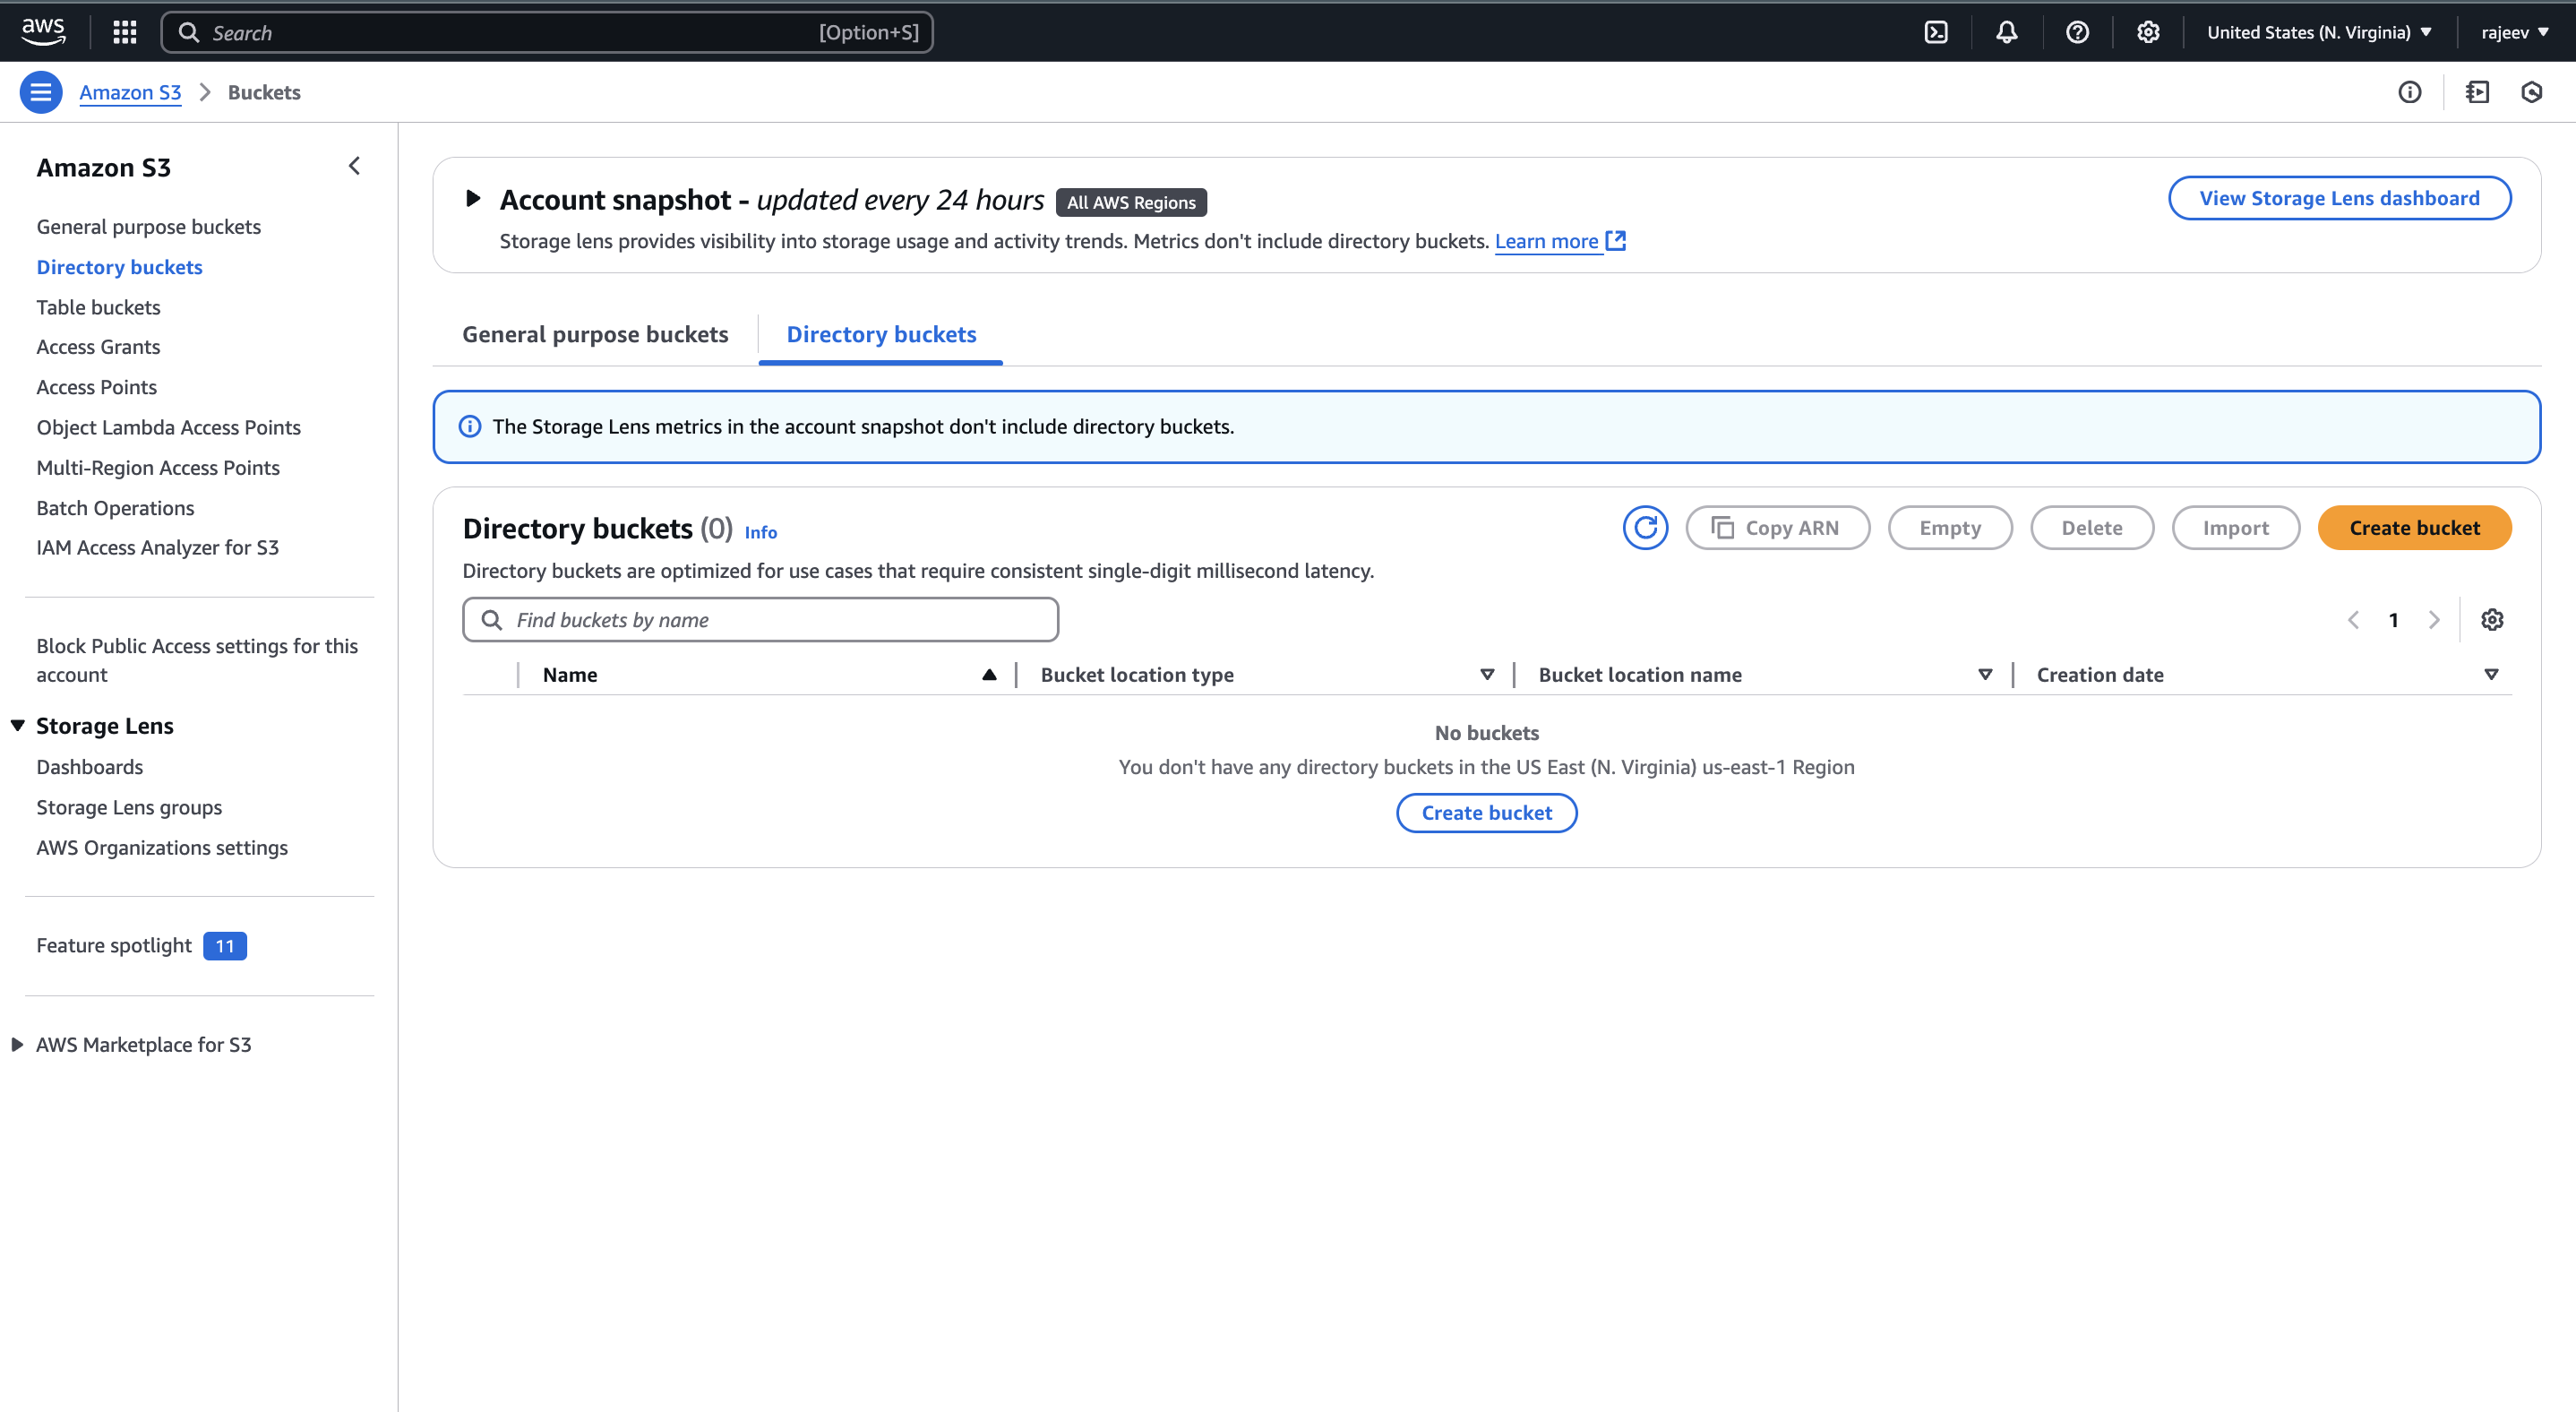 aws
Search [Option+S]
United States (N. Virginia)
rajeev
Amazon S3
Buckets
Amazon S3
General purpose buckets
Directory buckets
Table buckets
Access Grants
Access Points
Object Lambda Access Points
Multi-Region Access Points
Batch Operations
IAM Access Analyzer for S3
Block Public Access settings for this
account
Storage Lens
Dashboards
Storage Lens groups
AWS Organizations settings
Feature spotlight 11
AWS Marketplace for S3
Account snapshot - updated every 24 hours All AWS Regions
View Storage Lens dashboard
Storage lens provides visibility into storage usage and activity trends. Metrics don't include directory buckets. Learn more
General purpose buckets
Directory buckets
The Storage Lens metrics in the account snapshot don't include directory buckets.
Directory buckets (0) Info
Copy ARN
Empty
Delete
Import
Create bucket
Directory buckets are optimized for use cases that require consistent single-digit millisecond latency.
Find buckets by name
1
Name
Bucket location type
Bucket location name
Creation date
No buckets
You don't have any directory buckets in the US East (N. Virginia) us-east-1 Region
Create bucket